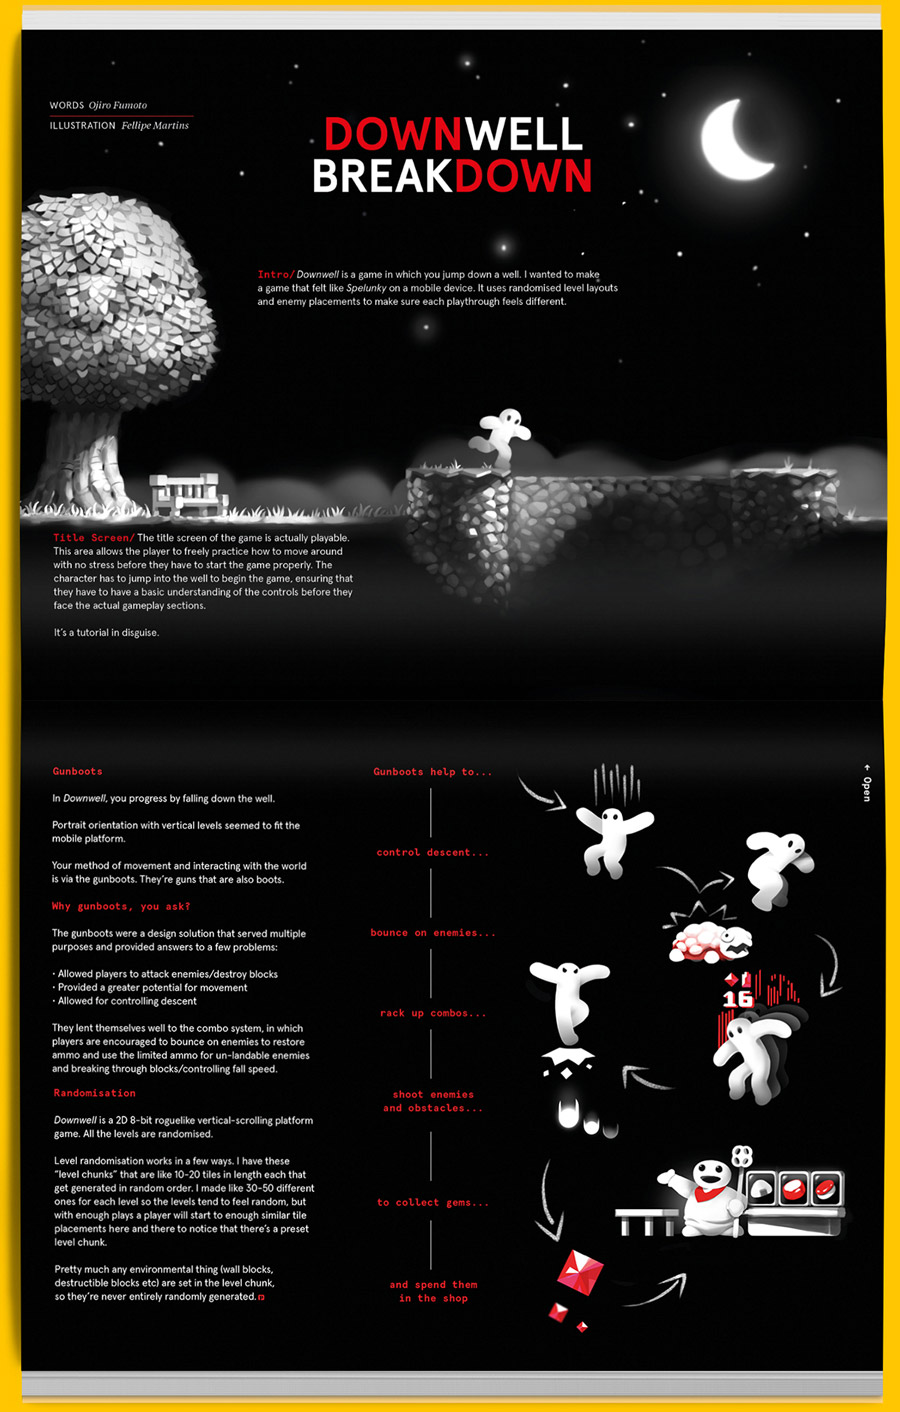 WORDS Ojiro Fumoto
ILLUSTRATION Fellipe Martins
DOWNWELL
BREAKDOWN
Intro/ Downwell is a game in which you jump down a well. I wanted to make
a game that felt like Spelunky on a mobile device. It uses randomised level layouts
and enemy placements to make sure each playthrough feels different.
Title Screen/ The title screen of the game is actually playable.
This area allows the player to freely practice how to move around
with no stress before they have to start the game properly. The
character has to jump into the well to begin the game, ensuring that
they have to have a basic understanding of the controls before they
face the actual gameplay sections.
It's a tutorial in disguise.
Gunboots
In Downwell, you progress by falling down the well.
Portrait orientation with vertical levels seemed to fit the
mobile platform.
Your method of movement and interacting with the world
is via the gunboots. They're guns that are also boots.
Why gunboots, you ask?
The gunboots were a design solution that served multiple
purposes and provided answers to a few problems:
• Allowed players to attack enemies/destroy blocks
• Provided a greater potential for movement
• Allowed for controlling descent
They lent themselves well to the combo system, in which
players are encouraged to bounce on enemies to restore
ammo and use the limited ammo for un-landable enemies
and breaking through blocks/controlling fall speed.
Randomisation
Downwell is a 2D 8-bit roguelike vertical-scrolling platform
game. All the levels are randomised.
Level randomisation works in a few ways. I have these
"level chunks" that are like 10-20 tiles in length each that
get generated in random order. I made like 30-50 different
ones for each level so the levels tend to feel random, but
with enough plays a player will start to enough similar tile
placements here and there to notice that there's a preset
level chunk.
Pretty much any environmental thing (wall blocks,
destructible blocks etc) are set in the level chunk,
so they're never entirely randomly generated.
Gunboots help to...
control descent...
bounce on enemies...
rack up combos...
shoot enemies
and obstacles...
to collect gems...
and spend them
in the shop
16
← Open